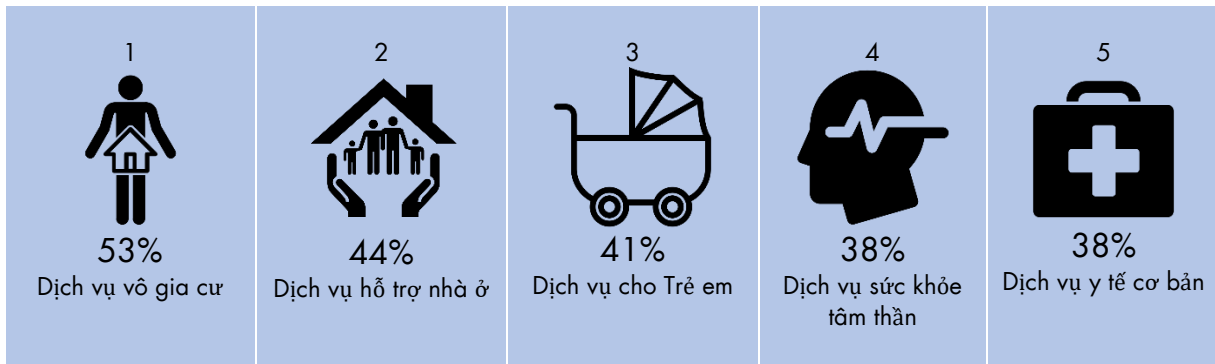 1
53%
Dịch vụ vô gia cư
2
44%
Dịch vụ hỗ trợ nhà ở
3
41%
Dịch vụ cho Trẻ em
4
38%
Dịch vụ sức khỏe
tâm thần
5
38%
Dịch vụ y tế cơ bản